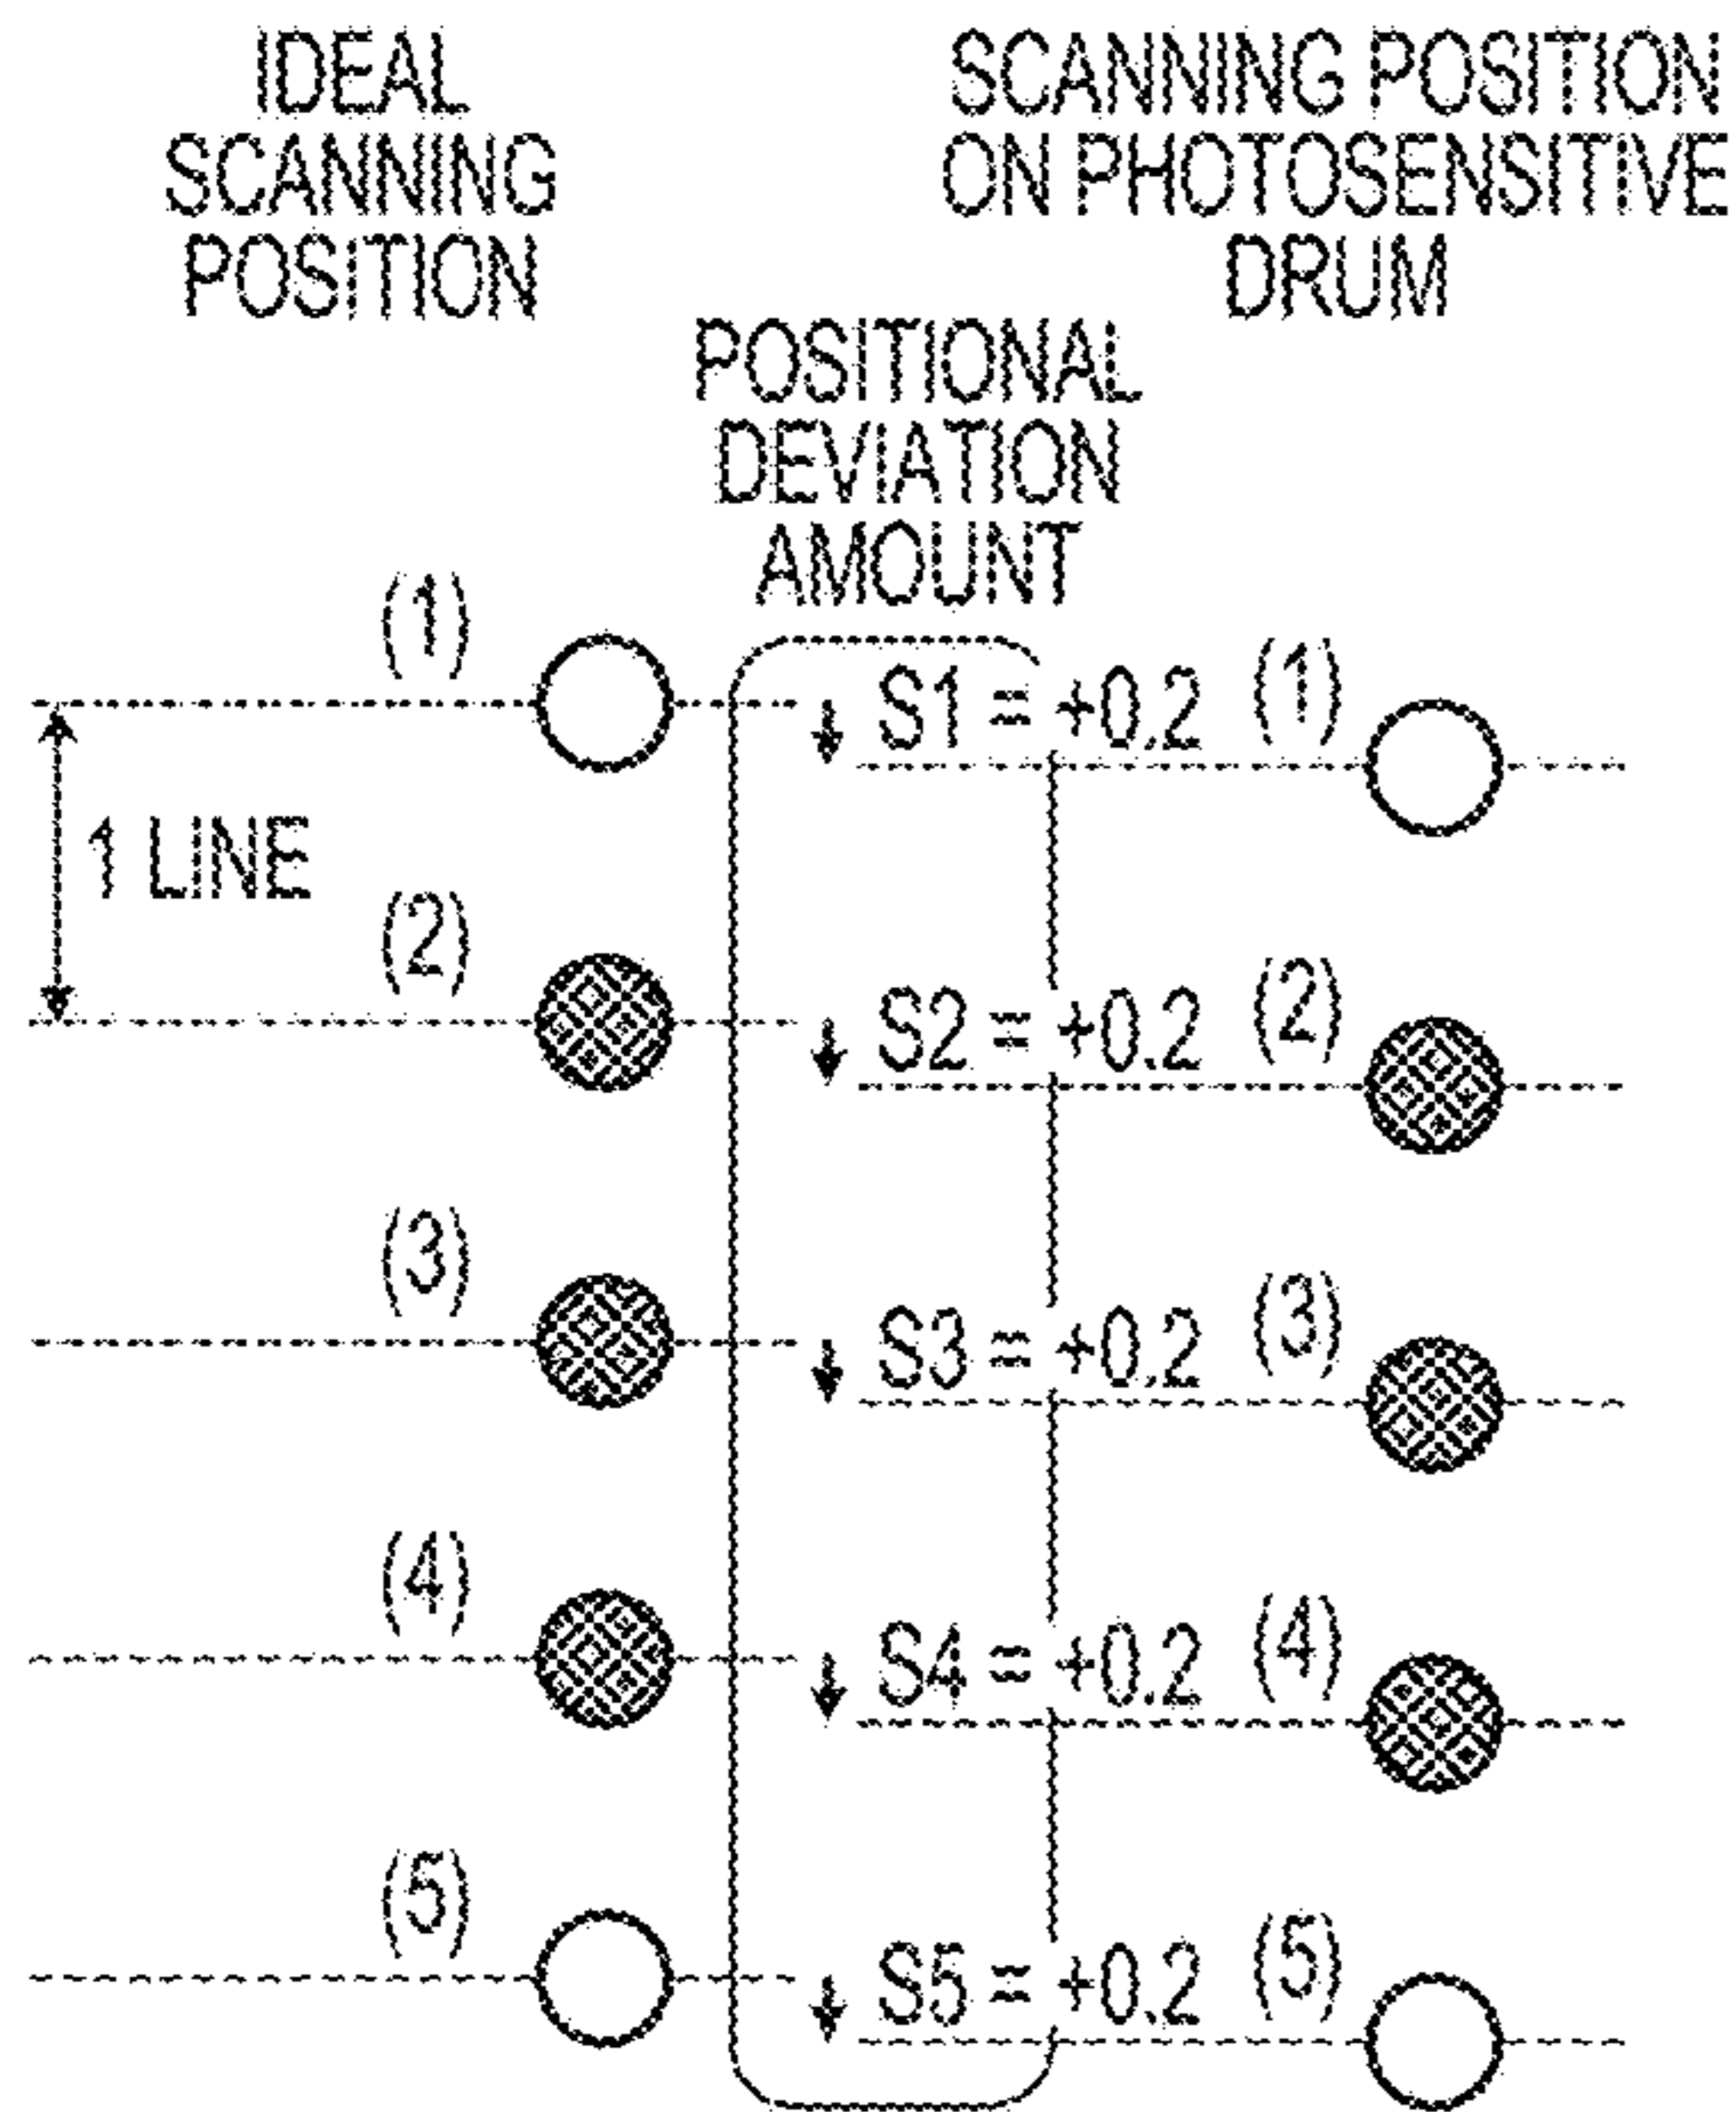 IDEAL
SCANNING
POSITION
SCANNING POSITION
ON PHOTOSENSITIVE
DRUM
POSITIONAL
DEVIATION
AMOUNT
(1)
S1 = +0.2 (1)
1 LINE
(2)
S2 = +0.2 (2)
(3)
S3 = +0.2 (3)
(4)
S4 = +0.2 (4)
(5)
S5 = +0.2 (5)